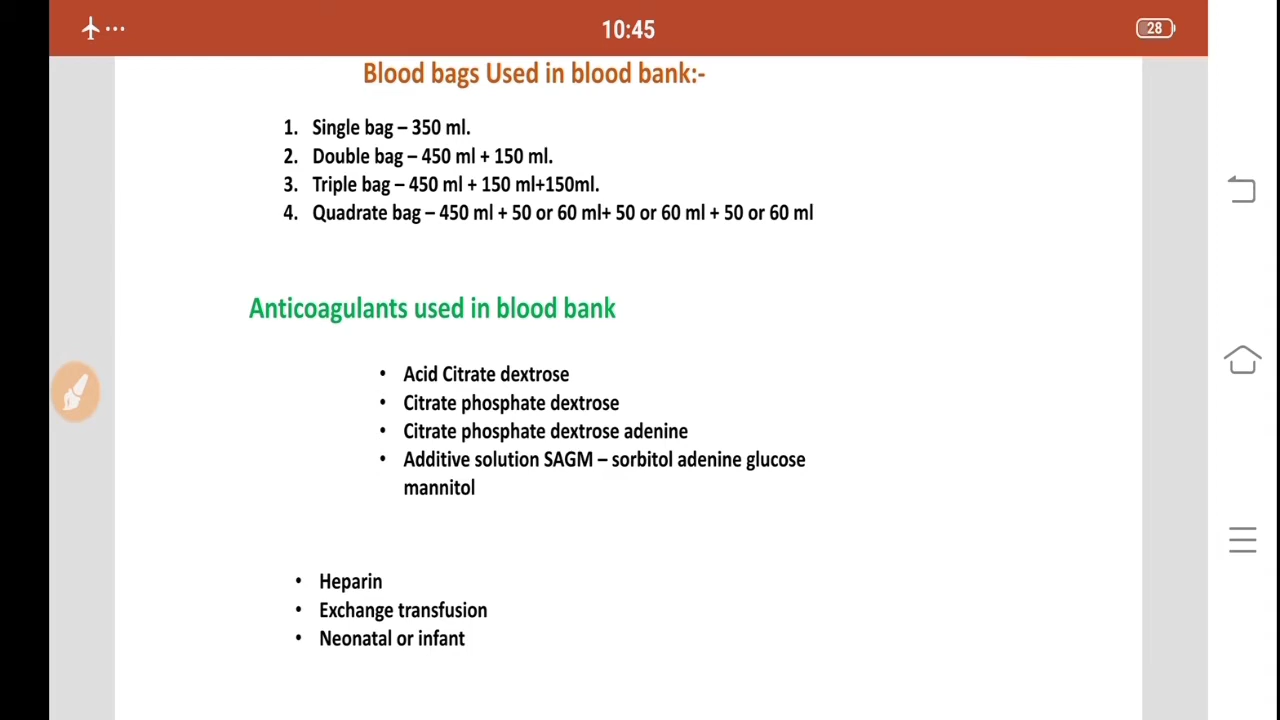 10:45
28
Blood bags Used in blood bank:-
1. Single bag – 350 ml.
2. Double bag – 450 ml + 150 ml.
3. Triple bag – 450 ml + 150 ml+150ml.
4. Quadrate bag – 450 ml + 50 or 60 ml+ 50 or 60 ml + 50 or 60 ml
Anticoagulants used in blood bank
• Acid Citrate dextrose
• Citrate phosphate dextrose
• Citrate phosphate dextrose adenine
• Additive solution SAGM – sorbitol adenine glucose
mannitol
• Heparin
• Exchange transfusion
• Neonatal or infant